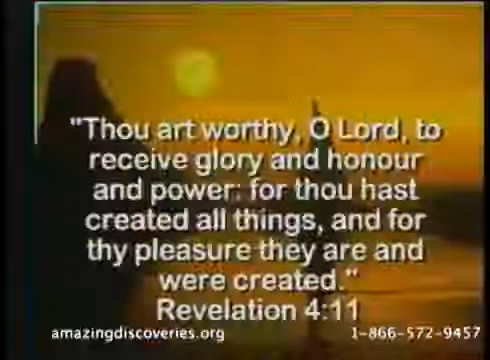 "Thou art worthy, O Lord, to
receive glory and honour
and power: for thou hast
created all things, and for
thy pleasure they are and
were created."
Revelation 4:11
amazingdiscoveries.org 1-866-572-9457